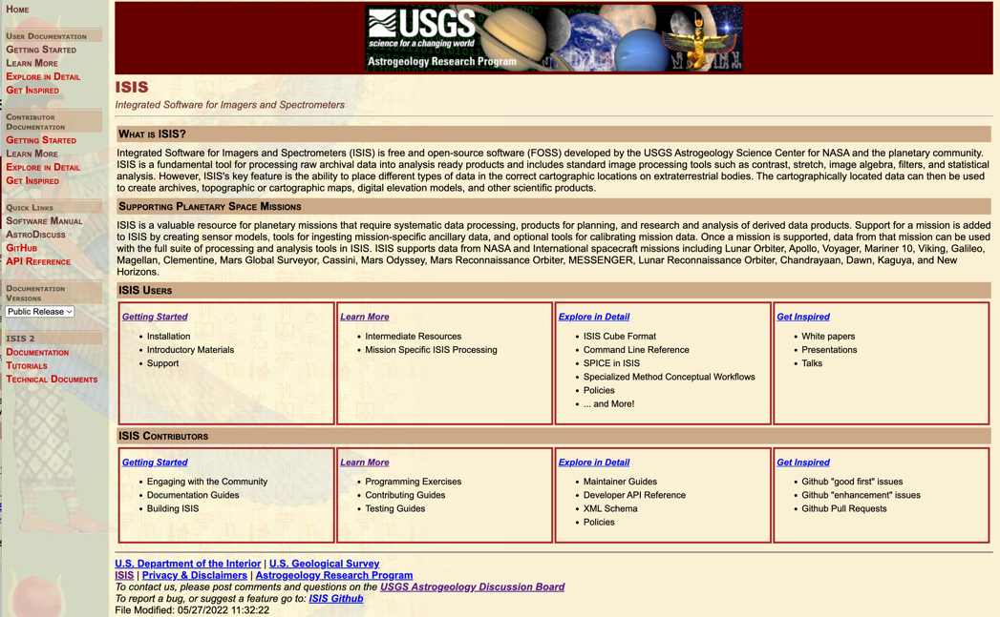 HOME
USER DOCUMENTATION
GETTING STARTED
LEARN MORE
EXPLORE IN DETAIL
GET INSPIRED
CONTRIBUTOR
DOCUMENTATION
GETTING STARTED
LEARN MORE
EXPLORE IN DETAIL
GET INSPIRED
QUICK LINKS
SOFTWARE MANUAL
ASTRODISCUSS
GITHUB
API REFERENCE
DOCUMENTATION
VERSIONS
Public Release
ISIS 2
DOCUMENTATION
TUTORIALS
TECHNICAL DOCUMENTS
USGS
science for a changing world
Astrogeology Research Program
ISIS
Integrated Software for Imagers and Spectrometers
WHAT IS ISIS?
Integrated Software for Imagers and Spectrometers (ISIS) is free and open-source software (FOSS) developed by the USGS Astrogeology Science Center for NASA and the planetary community.
ISIS is a fundamental tool for processing raw archival data into analysis ready products and includes standard image processing tools such as contrast, stretch, image algebra, filters, and statistical
analysis. However, ISIS's key feature is the ability to place different types of data in the correct cartographic locations on extraterrestrial bodies. The cartographically located data can then be used
to create archives, topographic or cartographic maps, digital elevation models, and other scientific products.
SUPPORTING PLANETARY SPACE MISSIONS
ISIS is a valuable resource for planetary missions that require systematic data processing, products for planning, and research and analysis of derived data products. Support for a mission is added
to ISIS by creating sensor models, tools for ingesting mission-specific ancillary data, and optional tools for calibrating mission data. Once a mission is supported, data from that mission can be used
with the full suite of processing and analysis tools in ISIS. ISIS supports data from NASA and International spacecraft missions including Lunar Orbiter, Apollo, Voyager, Mariner 10, Viking, Galileo,
Magellan, Clementine, Mars Global Surveyor, Cassini, Mars Odyssey, Mars Reconnaissance Orbiter, MESSENGER, Lunar Reconnaissance Orbiter, Chandrayaan, Dawn, Kaguya, and New
Horizons.
ISIS USERS
Getting Started
• Installation
• Introductory Materials
• Support
Learn More
• Intermediate Resources
• Mission Specific ISIS Processing
Explore in Detail
• ISIS Cube Format
• Command Line Reference
• SPICE in ISIS
• Specialized Method Conceptual Workflows
• Policies
• ... and More!
Get Inspired
• White papers
• Presentations
• Talks
ISIS CONTRIBUTORS
Getting Started
• Engaging with the Community
• Documentation Guides
• Building ISIS
Learn More
• Programming Exercises
• Contributing Guides
• Testing Guides
Explore in Detail
• Maintainer Guides
• Developer API Reference
• XML Schema
• Policies
Get Inspired
• Github "good first" issues
• Github "enhancement" issues
• Github Pull Requests
U.S. Department of the Interior | U.S. Geological Survey
ISIS | Privacy & Disclaimers | Astrogeology Research Program
To contact us, please post comments and questions on the USGS Astrogeology Discussion Board
To report a bug, or suggest a feature go to: ISIS Github
File Modified: 05/27/2022 11:32:22